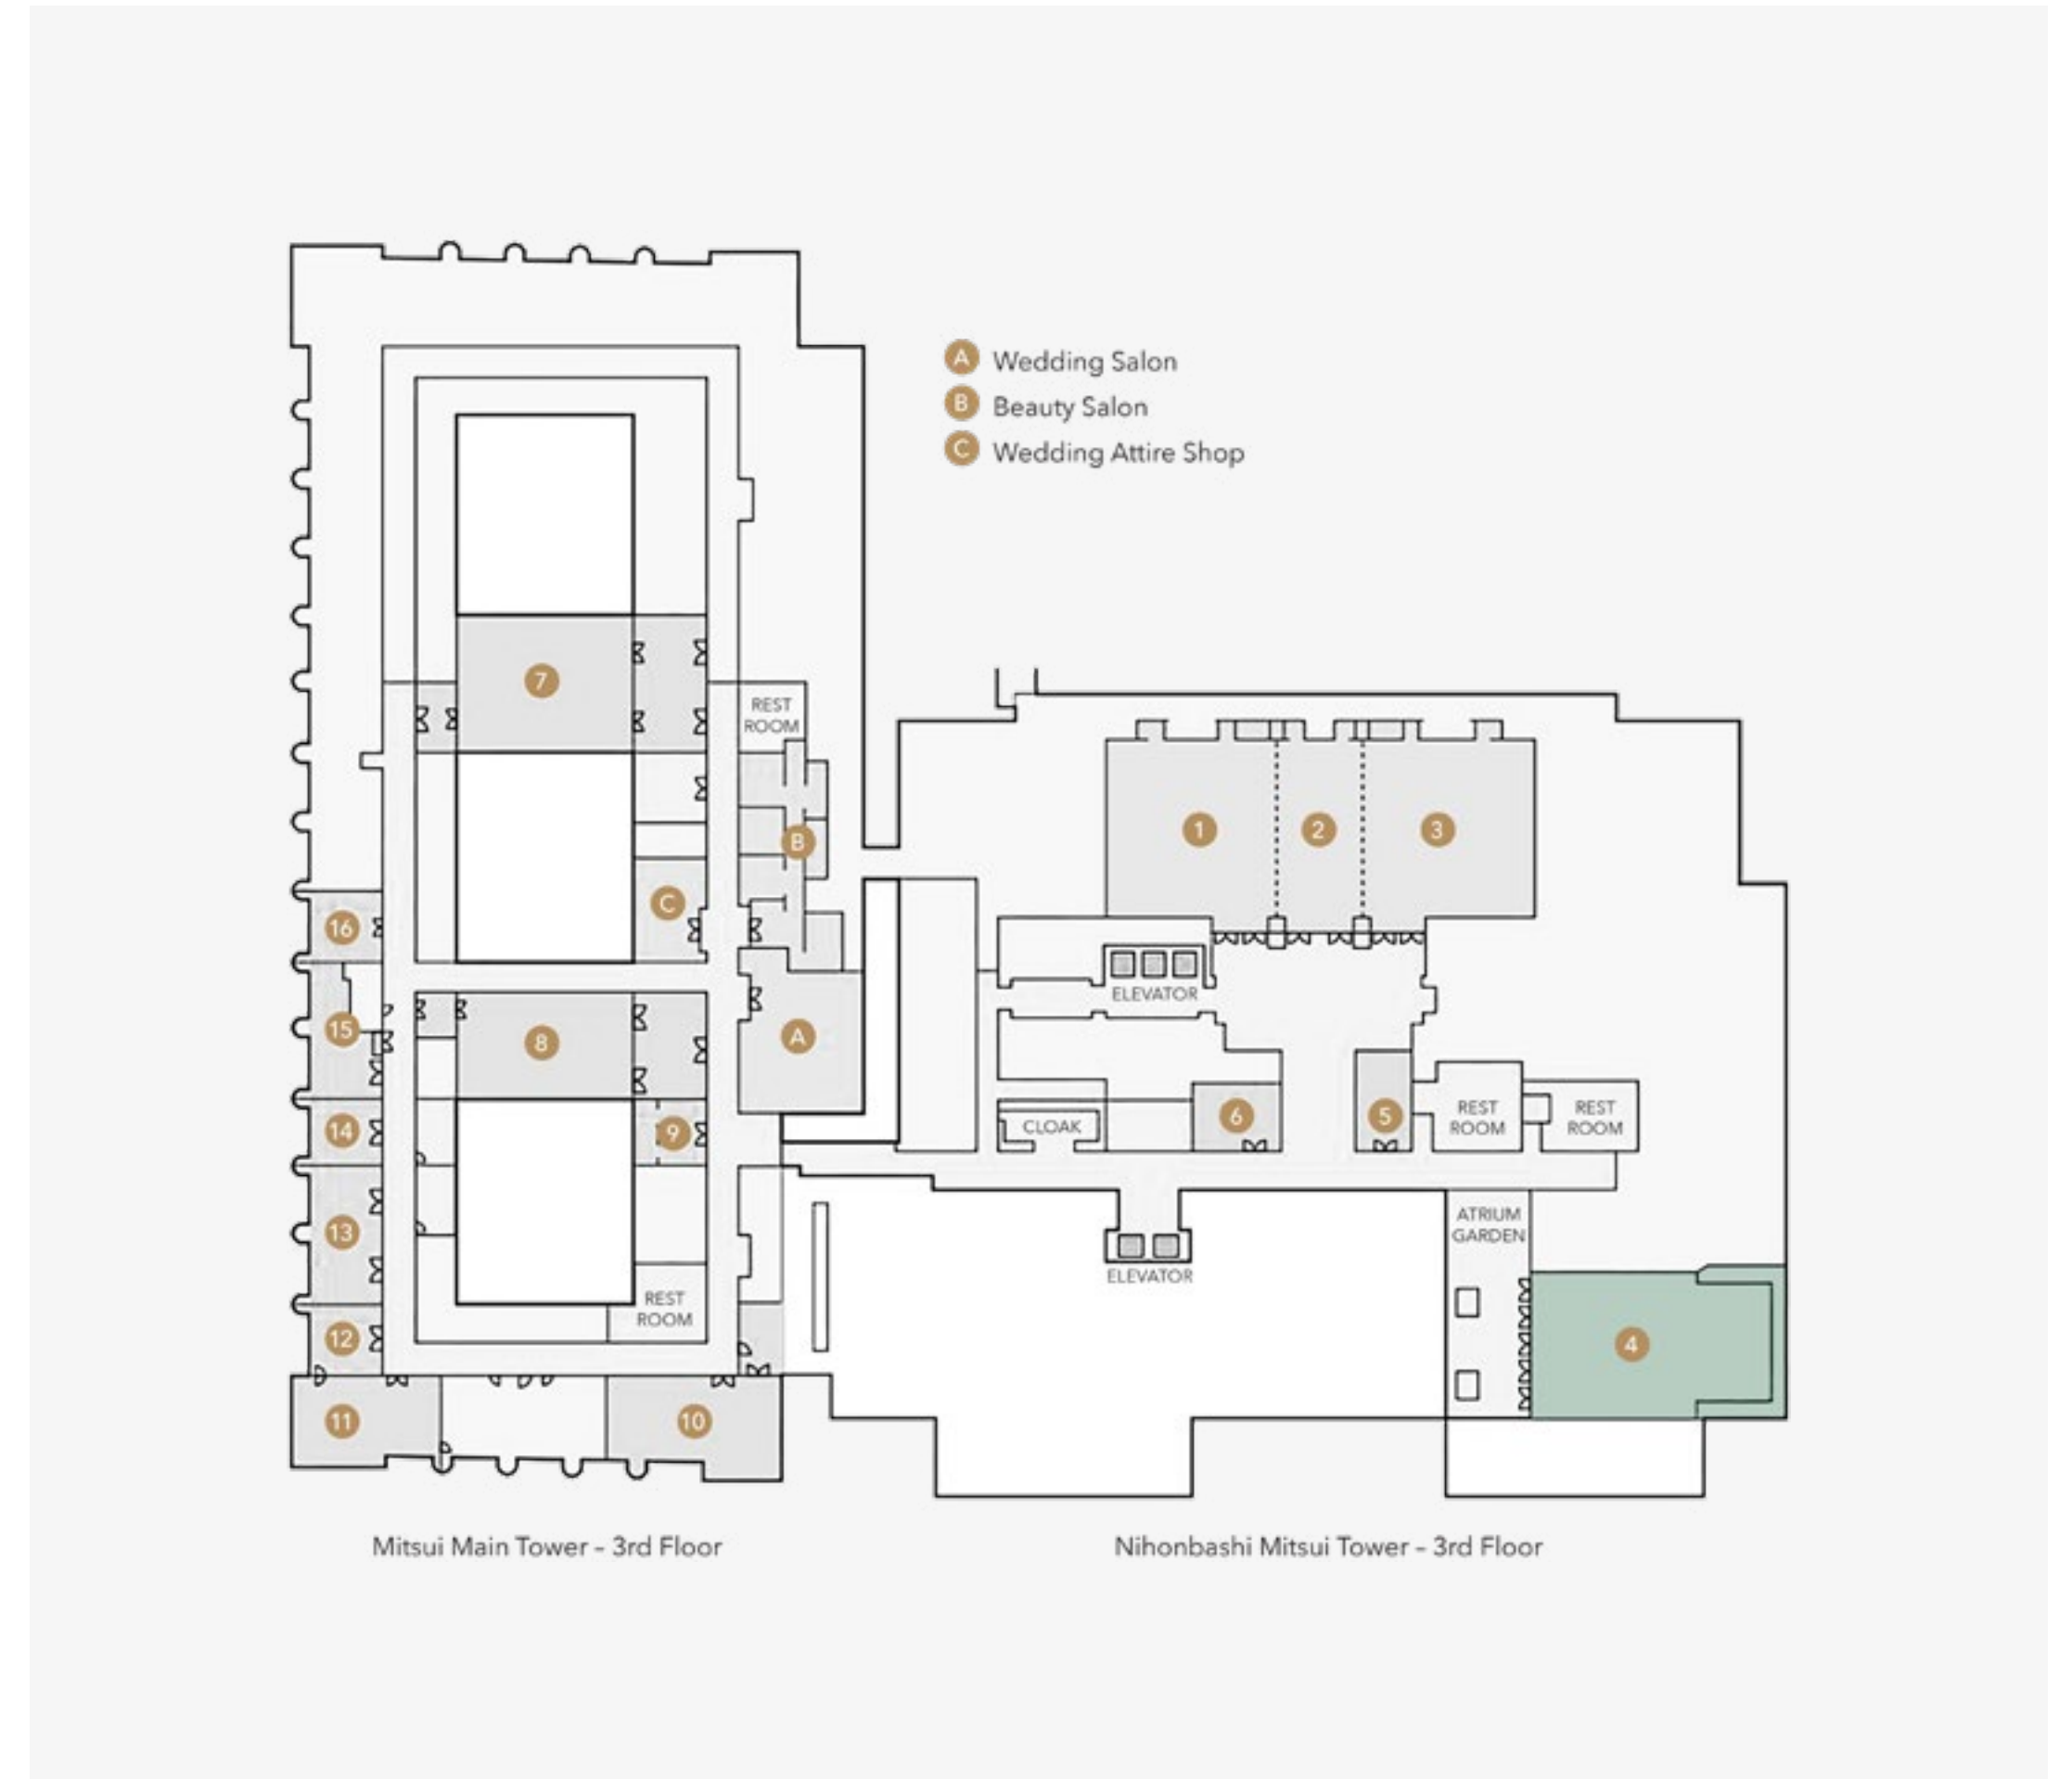 A Wedding Salon
B Beauty Salon
C Wedding Attire Shop
7
REST
ROOM
B
C
16
15
8
A
14
9
13
12
REST
ROOM
11
10
1
2
3
ELEVATOR
6
5
CLOAK
REST
ROOM
REST
ROOM
ELEVATOR
ATRIUM
GARDEN
4
Mitsui Main Tower – 3rd Floor
Nihonbashi Mitsui Tower – 3rd Floor